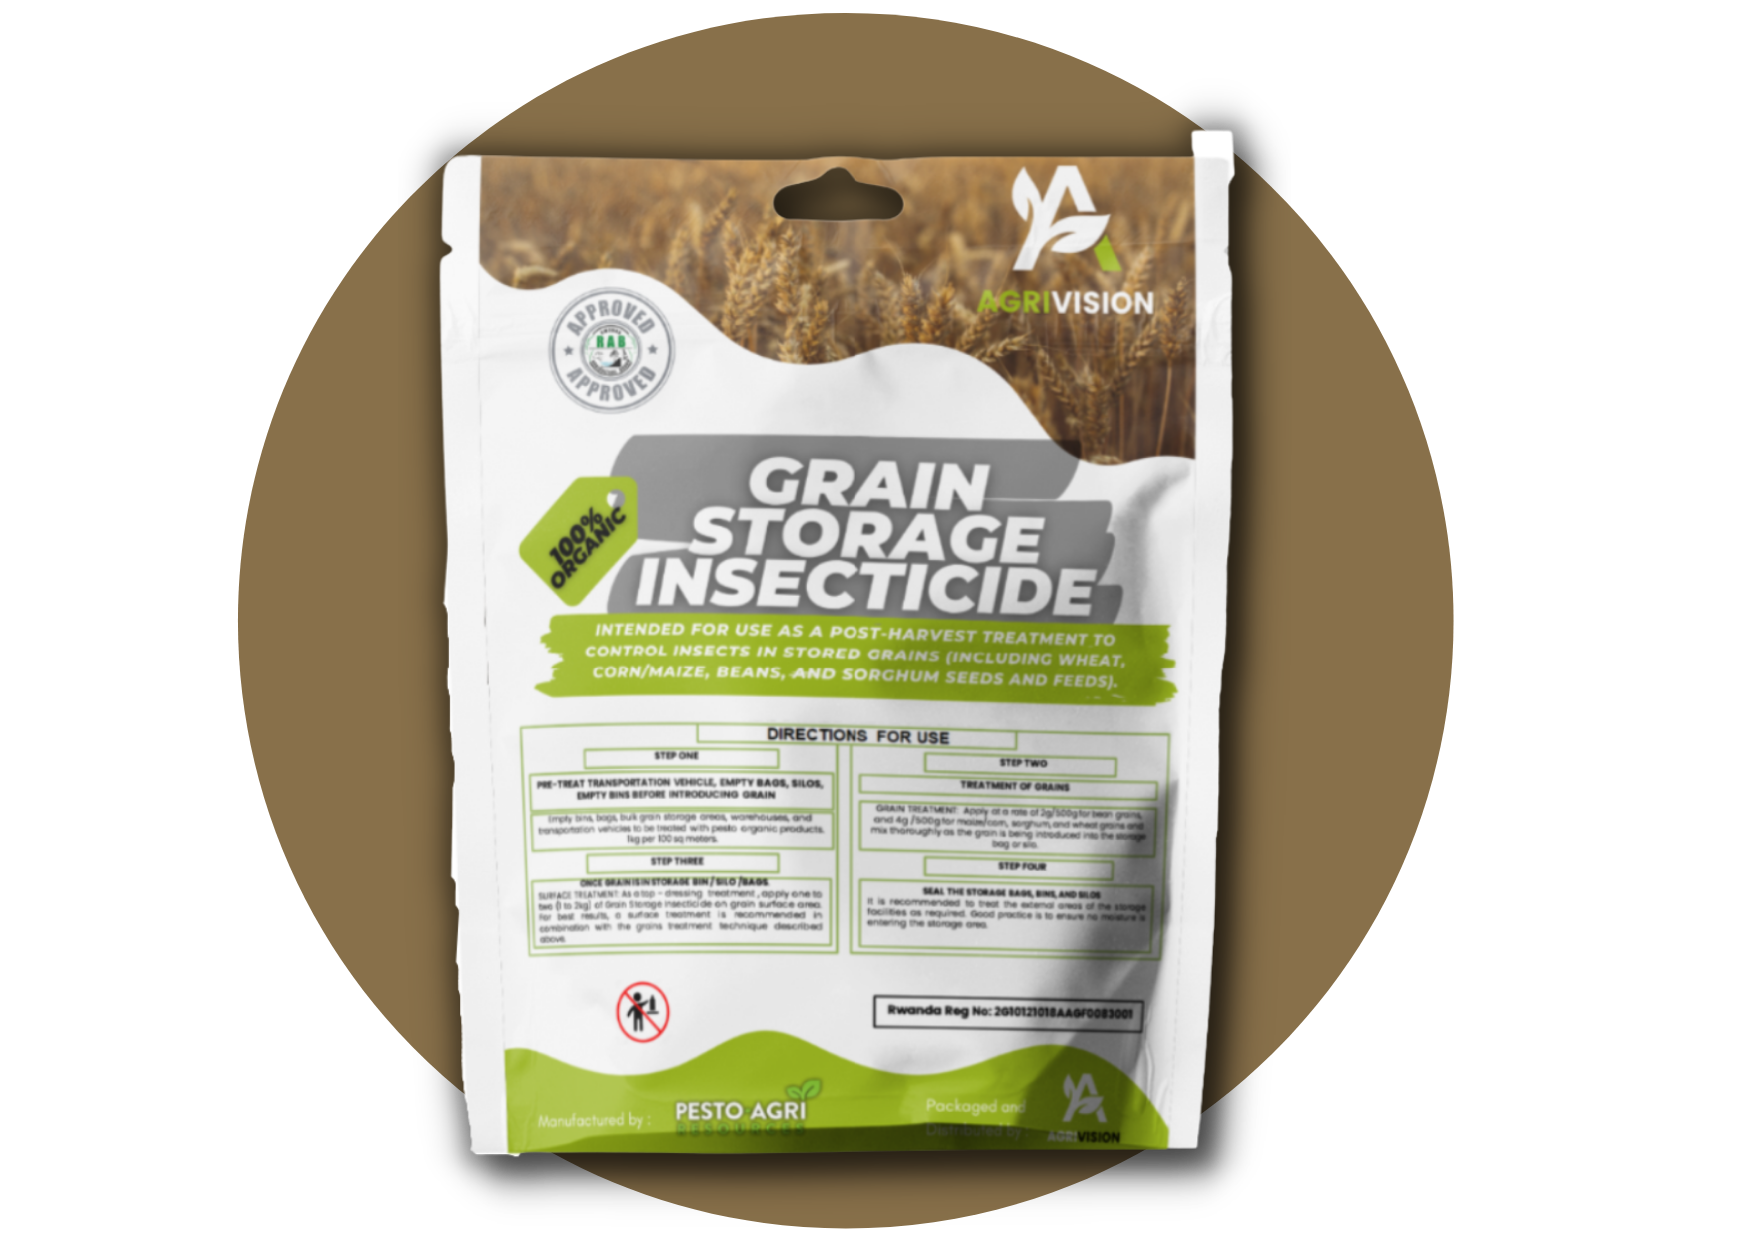 AGRIVISION
APPROVED
RAB
APPROVED
GRAIN
STORAGE
INSECTICIDE
100%
ORGANIC
INTENDED FOR USE AS A POST-HARVEST TREATMENT TO
CONTROL INSECTS IN STORED GRAINS (INCLUDING WHEAT,
CORN/MAIZE, BEANS, AND SORGHUM SEEDS AND FEEDS).
DIRECTIONS FOR USE
STEP ONE
PRE-TREAT TRANSPORTATION VEHICLE, EMPTY BAGS, SILOS,
EMPTY BINS BEFORE INTRODUCING GRAIN
Empty bins, bags, bulk grain storage areas, warehouses, and
transportation vehicles to be treated with pesto organic products.
1kg per 100 sq meters.
STEP TWO
TREATMENT OF GRAINS
GRAIN TREATMENT: Apply at a rate of 2g/500g for bean grains,
and 4g /500g for maize/corn, sorghum, and wheat grains and
mix thoroughly as the grain is being introduced into the storage
bag or silo.
STEP THREE
ONCE GRAIN IS IN STORAGE BIN / SILO /BAGS.
SURFACE TREATMENT: As a top - dressing treatment, apply one to
two (1 to 2kg) of Grain Storage Insecticide on grain surface area.
For best results, a surface treatment is recommended in
combination with the grains treatment technique described
above.
STEP FOUR
SEAL THE STORAGE BAGS, BINS, AND SILOS
It is recommended to treat the external areas of the storage
facilities as required. Good practice is to ensure no moisture is
entering the storage area.
Rwanda Reg No: 2G10121018AAGF0083001
Manufactured by :
PESTO AGRI
RESOURCES
Packaged and
Distributed by :
AGRIVISION